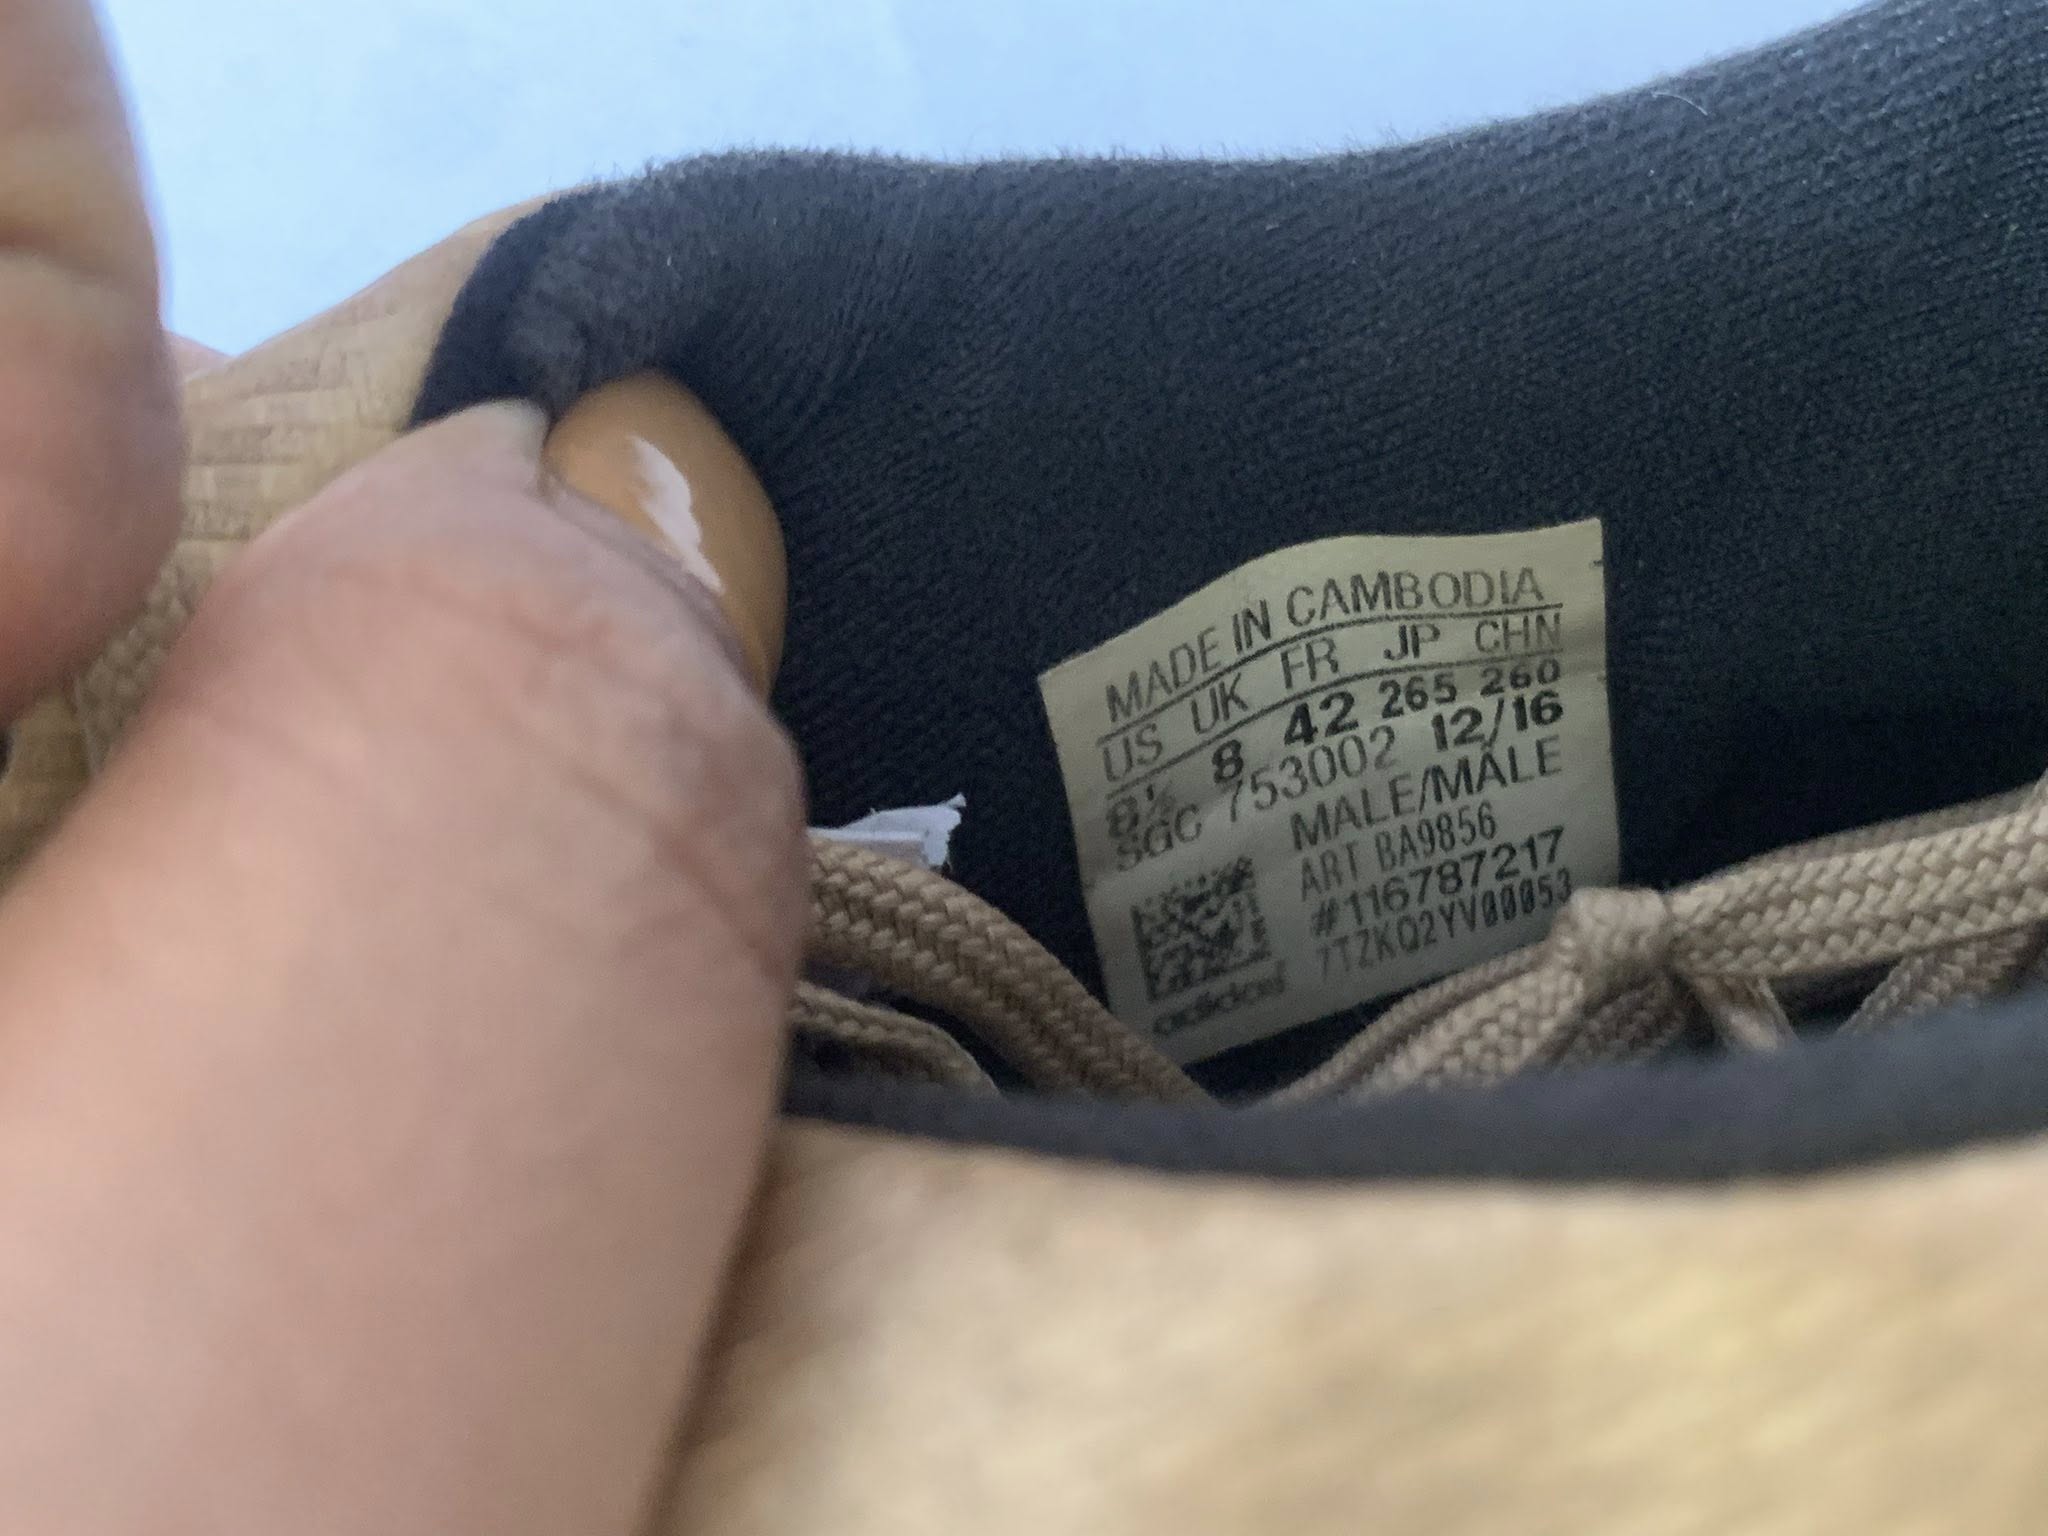 MADE IN CAMBODIA
US UK FR JP CHN
8½ 8 42 265 260
SGC 753002 12/16
MALE/MÂLE
ART BA9856
#116787217
7TZKQ2YV00053
adidas